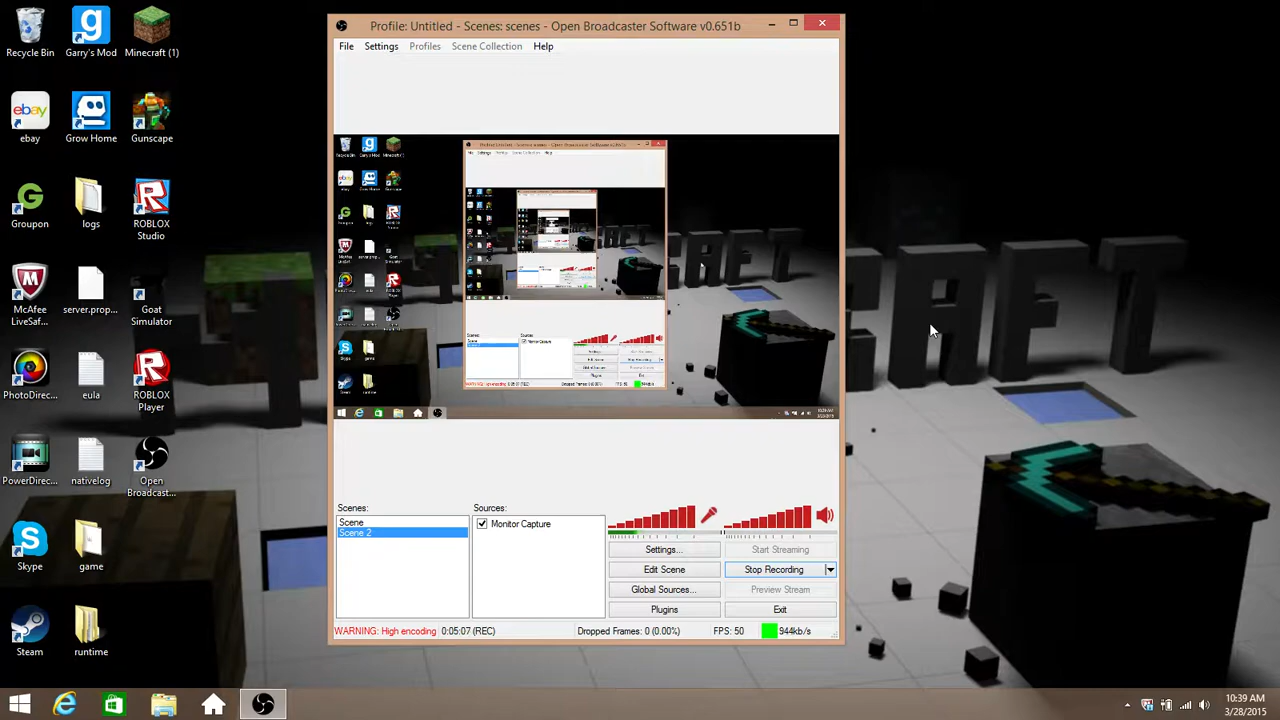 Profile: Untitled - Scenes: scenes - Open Broadcaster Software v0.651b
File Settings Profiles Scene Collection Help
Recycle Bin
Garry's Mod
Minecraft (1)
ebay
Grow Home
Gunscape
Groupon
logs
ROBLOX Studio
McAfee LiveSaf...
server.prop...
Goat Simulator
PhotoDirec...
eula
ROBLOX Player
PowerDirec...
nativelog
Open Broadcast...
Skype
game
Steam
runtime
Scenes:
Scene
Scene 2
Sources:
Monitor Capture
Settings...
Start Streaming
Edit Scene
Stop Recording
Global Sources...
Preview Stream
Plugins
Exit
WARNING: High encoding 0:05:07 (REC)
Dropped Frames: 0 (0.00%)
FPS: 50
944kb/s
10:39 AM
3/28/2015